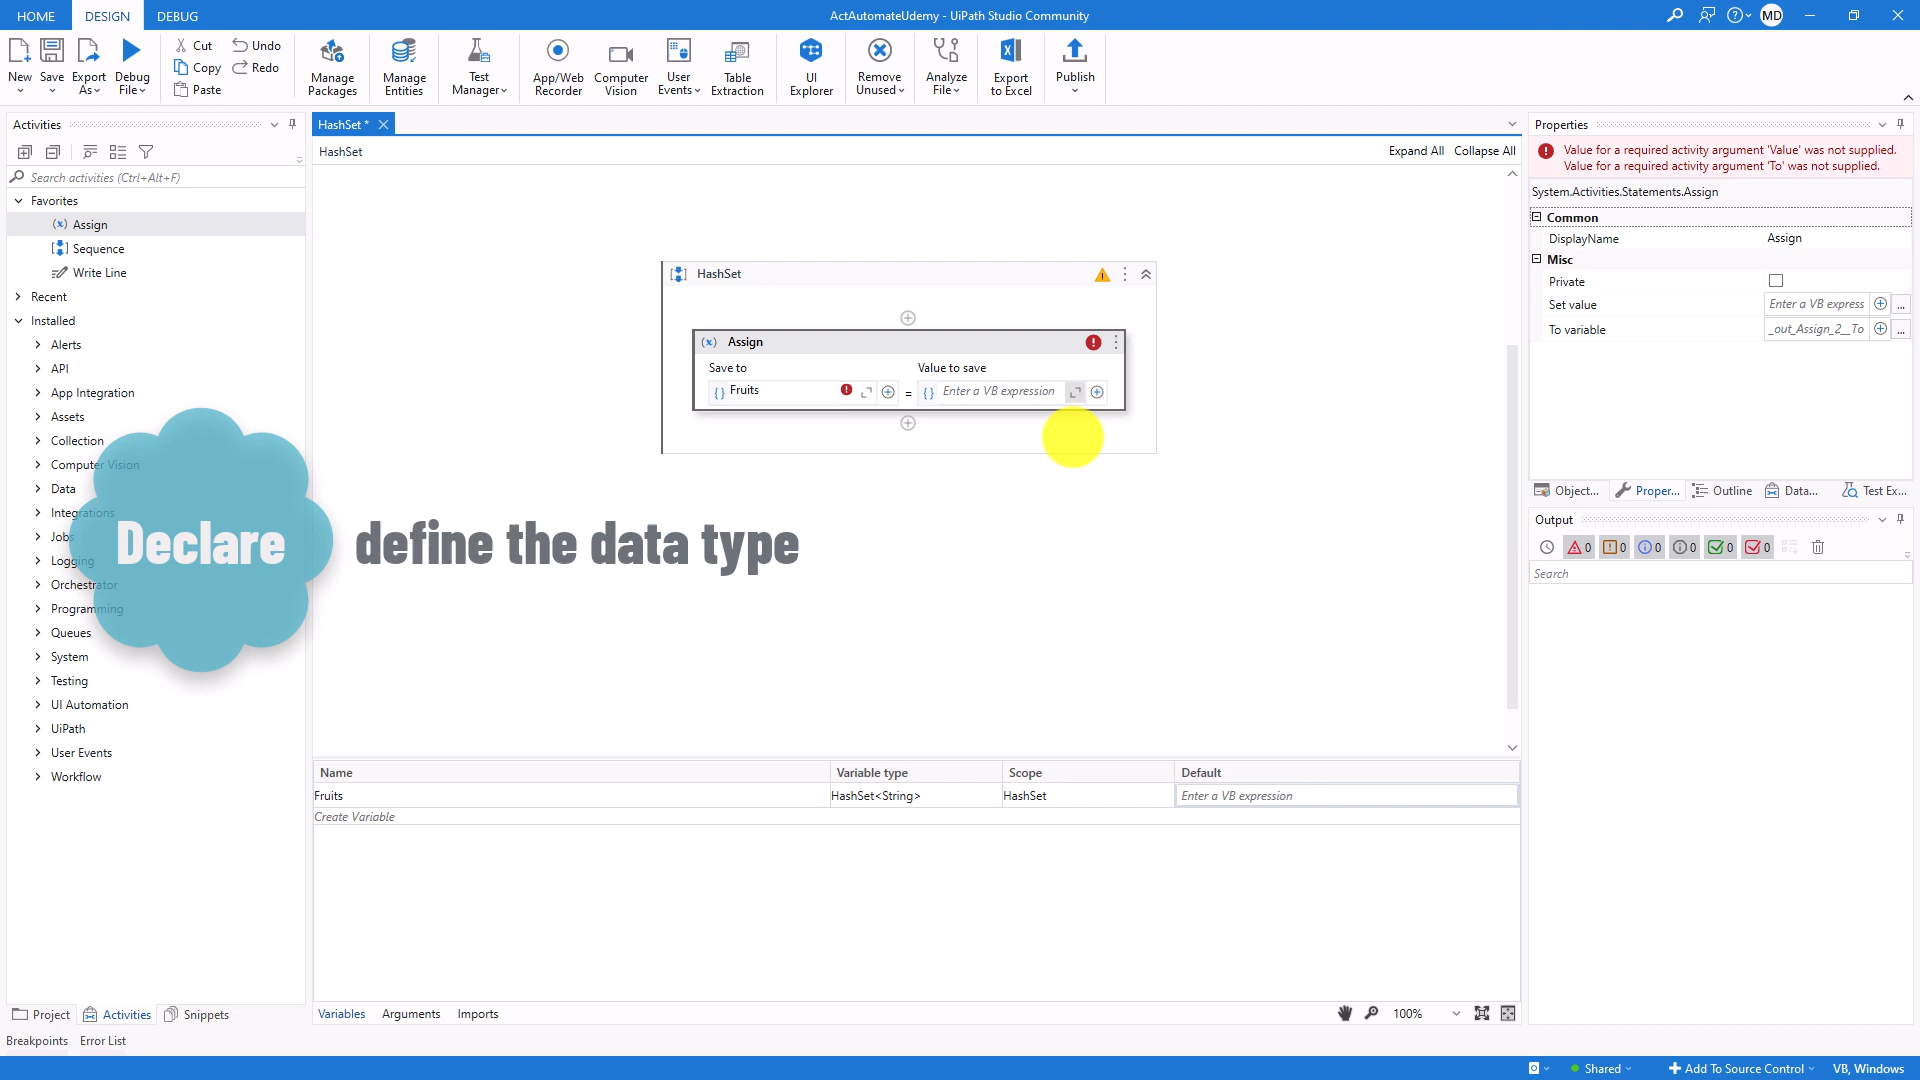 HOME DESIGN DEBUG
ActAutomateUdemy - UiPath Studio Community
MD
New
Save
Export As
Debug File
Cut
Copy
Paste
Undo
Redo
Manage Packages
Manage Entities
Test Manager
App/Web Recorder
Computer Vision
User Events
Table Extraction
UI Explorer
Remove Unused
Analyze File
Export to Excel
Publish
Activities
Search activities (Ctrl+Alt+F)
Favorites
Assign
Sequence
Write Line
Recent
Installed
Alerts
API
App Integration
Assets
Collection
Computer Vision
Data
Integrations
Jobs
Logging
Orchestrator
Programming
Queues
System
Testing
UI Automation
UiPath
User Events
Workflow
Declare
define the data type
HashSet *
HashSet
Expand All Collapse All
HashSet
Assign
Save to
Value to save
Fruits
=
Enter a VB expression
Name Variable type Scope Default
Fruits HashSet<String> HashSet Enter a VB expression
Create Variable
Variables Arguments Imports
100%
Properties
Value for a required activity argument 'Value' was not supplied.
Value for a required activity argument 'To' was not supplied.
System.Activities.Statements.Assign
Common
DisplayName Assign
Misc
Private
Set value Enter a VB express ...
To variable _out_Assign_2__To ...
Object... Proper... Outline Data... Test Ex...
Output
0 0 0 0 0 0
Search
Project Activities Snippets
Breakpoints Error List
Shared
Add To Source Control
VB, Windows